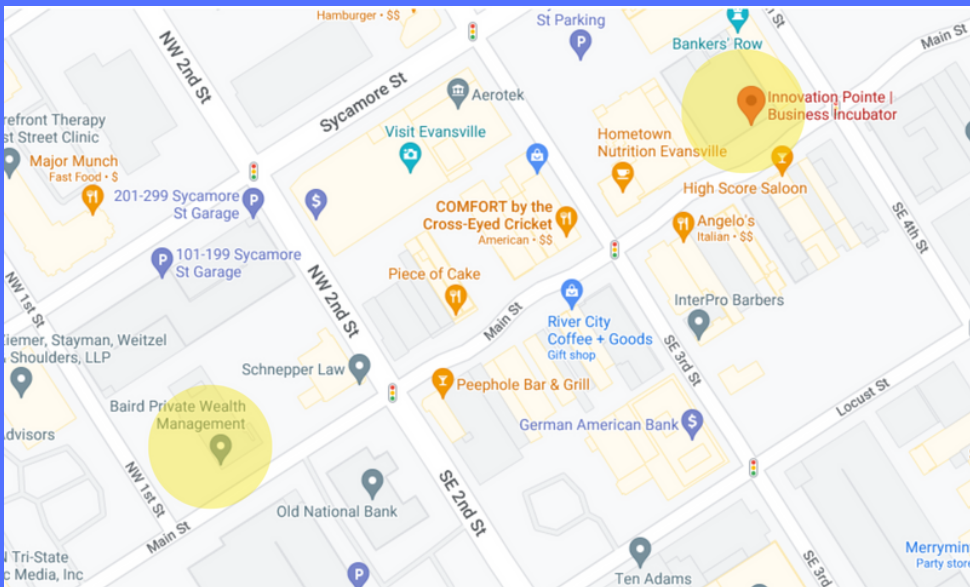 Hamburger • $$
St Parking
Bankers' Row
Main St
NW 2nd St
Sycamore St
Aerotek
Innovation Pointe |
Business Incubator
refront Therapy
st Street Clinic
Visit Evansville
Hometown
Nutrition Evansville
Major Munch
Fast Food • $
201-299 Sycamore
St Garage
High Score Saloon
COMFORT by the
Cross-Eyed Cricket
American • $$
Angelo's
Italian • $$
SE 4th St
101-199 Sycamore
St Garage
NW 1st St
NW 2nd St
Piece of Cake
InterPro Barbers
Main St
River City
Coffee + Goods
Gift shop
iemer, Stayman, Weitzel
Shoulders, LLP
Schnepper Law
SE 3rd St
Peephole Bar & Grill
Locust St
Baird Private Wealth
Management
German American Bank
dvisors
NW 1st St
SE 2nd St
Old National Bank
Main St
Tri-State
c Media, Inc
Ten Adams
SE 3rd
Merrymin
Party store